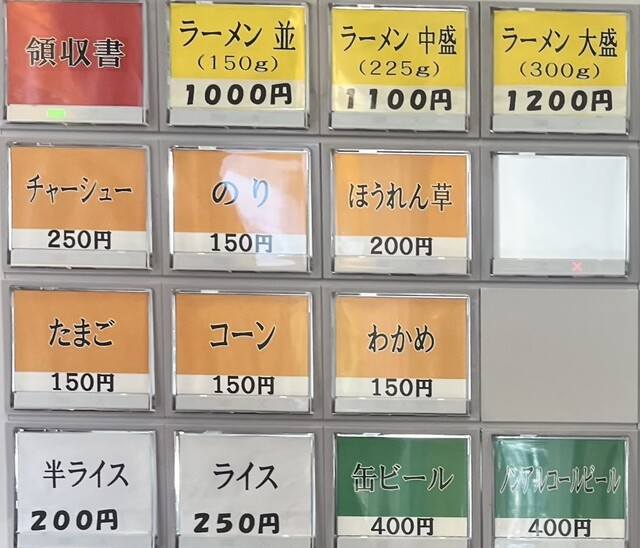 領収書
ラーメン 並
(150g)
1000円
ラーメン 中盛
(225g)
1100円
ラーメン 大盛
(300g)
1200円
チャーシュー
250円
のり
150円
ほうれん草
200円
たまご
150円
コーン
150円
わかめ
150円
半ライス
200円
ライス
250円
缶ビール
400円
ノンアルコールビール
400円